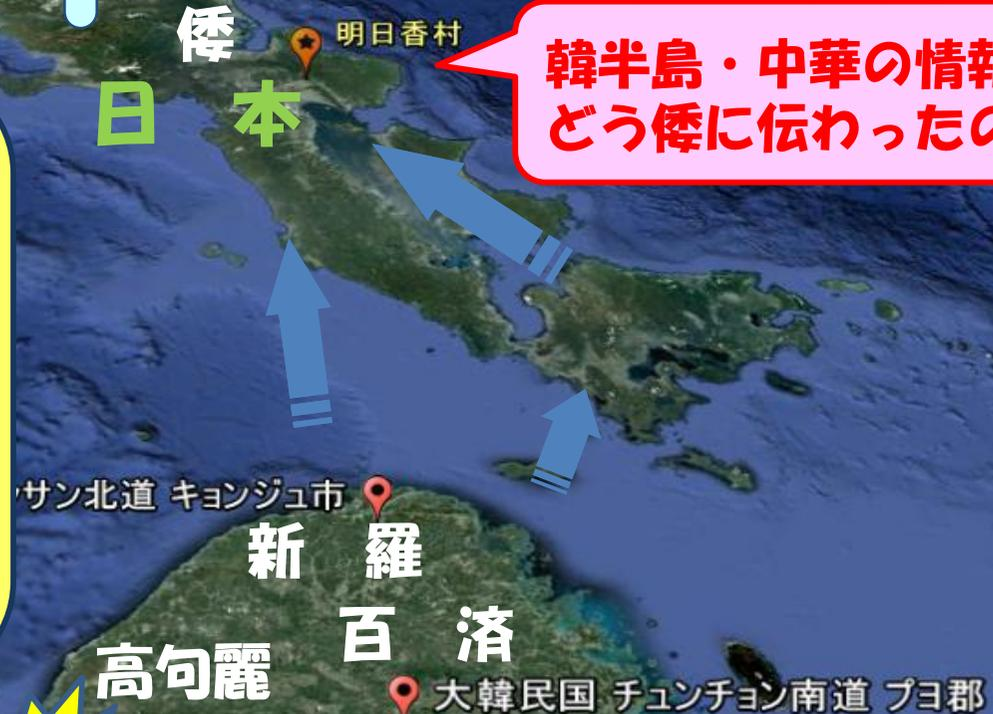 倭
明日香村
日本
韓半島・中華の情報
どう倭に伝わったの
サン北道 キョンジュ市
新羅
百済
高句麗
大韓民国 チュンチョン南道 プヨ郡